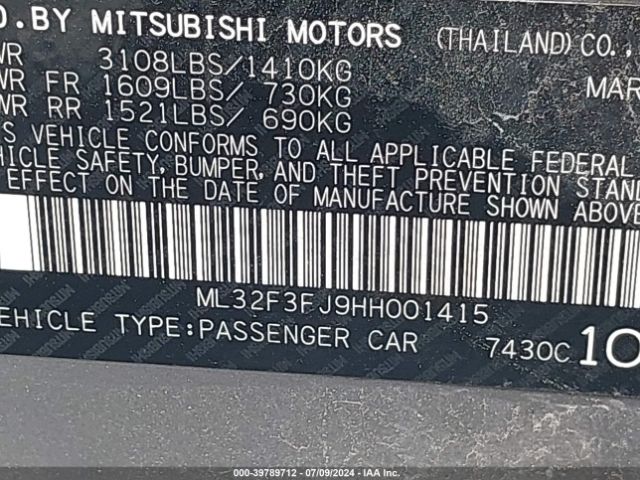 D.BY MITSUBISHI MOTORS (THAILAND) CO.,
WR 3108LBS/1410KG MAR
WR FR 1609LBS/ 730KG
WR RR 1521LBS/ 690KG
S VEHICLE CONFORMS TO ALL APPLICABLE FEDERAL
HICLE SAFETY, BUMPER, AND THEFT PREVENTION STAND
EFFECT ON THE DATE OF MANUFACTURE SHOWN ABOVE
ML32F3FJ9HH001415
EHICLE TYPE:PASSENGER CAR 7430C 10
000-39789712 - 07/09/2024 - IAA Inc.